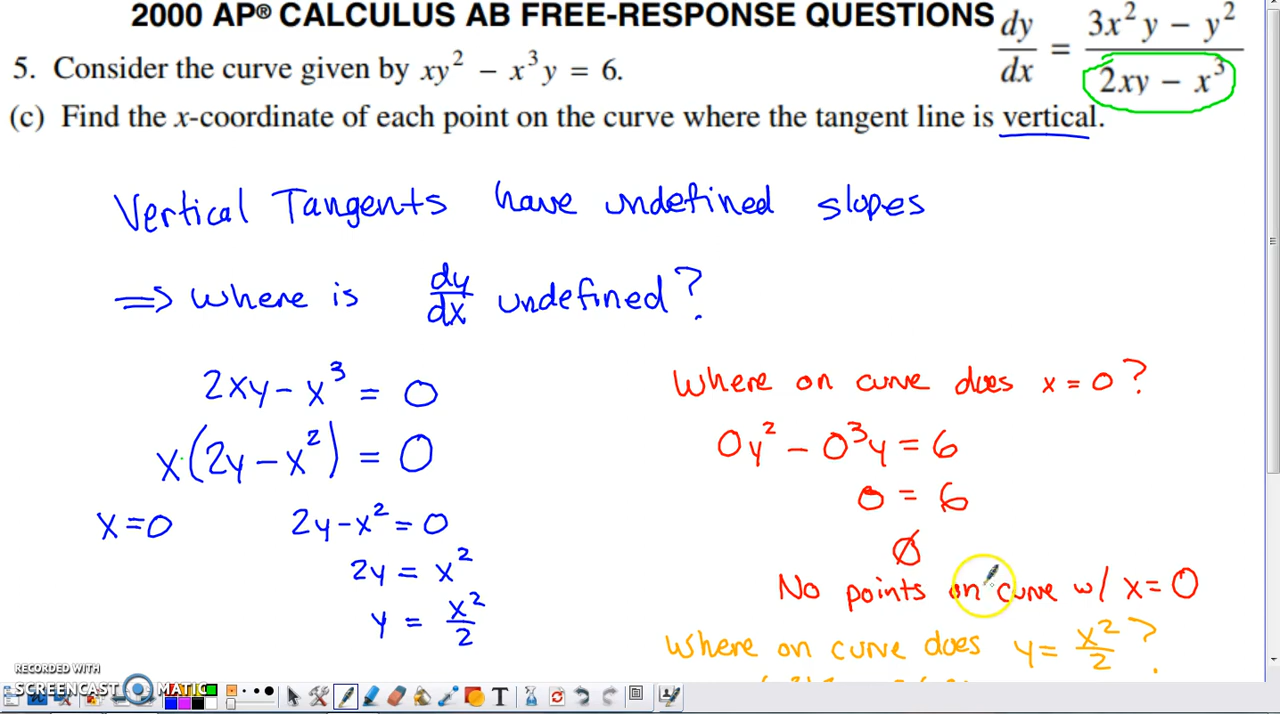 2000 AP® CALCULUS AB FREE-RESPONSE QUESTIONS
dy/dx = (3x²y − y²)/(2xy − x³)
5. Consider the curve given by xy² − x³y = 6.
(c) Find the x-coordinate of each point on the curve where the tangent line is vertical.
Vertical Tangents have undefined slopes
⇒ where is dy/dx undefined?
2xy − x³ = 0
x·(2y − x²) = 0
x = 0
2y − x² = 0
2y = x²
y = x²/2
Where on curve does x = 0?
0y² − 0³y = 6
0 = 6
∅
No points on curve w/ x = 0
Where on curve does y = x²/2?
RECORDED WITH
SCREENCAST MATIC
T